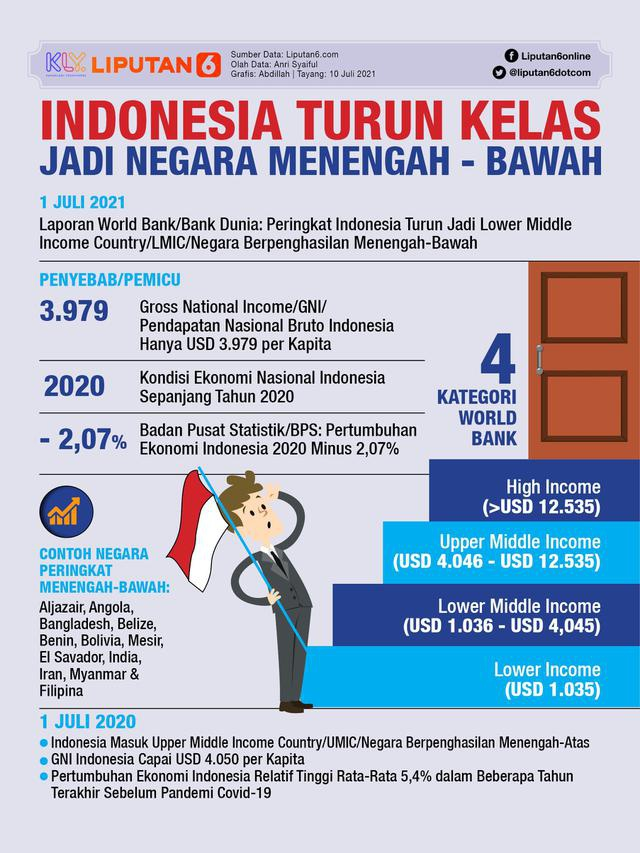 KLY
LIPUTAN 6
Sumber Data: Liputan6.com
Olah Data: Anri Syaiful
Grafis: Abdillah | Tayang: 10 Juli 2021
Liputan6online
@liputan6dotcom
INDONESIA TURUN KELAS
JADI NEGARA MENENGAH - BAWAH
1 JULI 2021
Laporan World Bank/Bank Dunia: Peringkat Indonesia Turun Jadi Lower Middle
Income Country/LMIC/Negara Berpenghasilan Menengah-Bawah
PENYEBAB/PEMICU
3.979
Gross National Income/GNI/
Pendapatan Nasional Bruto Indonesia
Hanya USD 3.979 per Kapita
2020
Kondisi Ekonomi Nasional Indonesia
Sepanjang Tahun 2020
- 2,07%
Badan Pusat Statistik/BPS: Pertumbuhan
Ekonomi Indonesia 2020 Minus 2,07%
4
KATEGORI
WORLD
BANK
High Income
(>USD 12.535)
Upper Middle Income
(USD 4.046 - USD 12.535)
Lower Middle Income
(USD 1.036 - USD 4,045)
Lower Income
(USD 1.035)
CONTOH NEGARA
PERINGKAT
MENENGAH-BAWAH:
Aljazair, Angola,
Bangladesh, Belize,
Benin, Bolivia, Mesir,
El Savador, India,
Iran, Myanmar &
Filipina
1 JULI 2020
Indonesia Masuk Upper Middle Income Country/UMIC/Negara Berpenghasilan Menengah-Atas
GNI Indonesia Capai USD 4.050 per Kapita
Pertumbuhan Ekonomi Indonesia Relatif Tinggi Rata-Rata 5,4% dalam Beberapa Tahun
Terakhir Sebelum Pandemi Covid-19